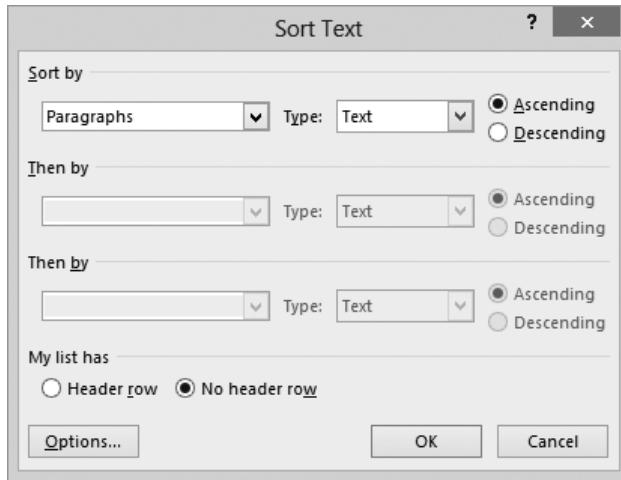 Sort Text ? ×
Sort by
Paragraphs Type: Text Ascending
Descending
Then by
Type: Text Ascending
Descending
Then by
Type: Text Ascending
Descending
My list has
Header row No header row
Options... OK Cancel